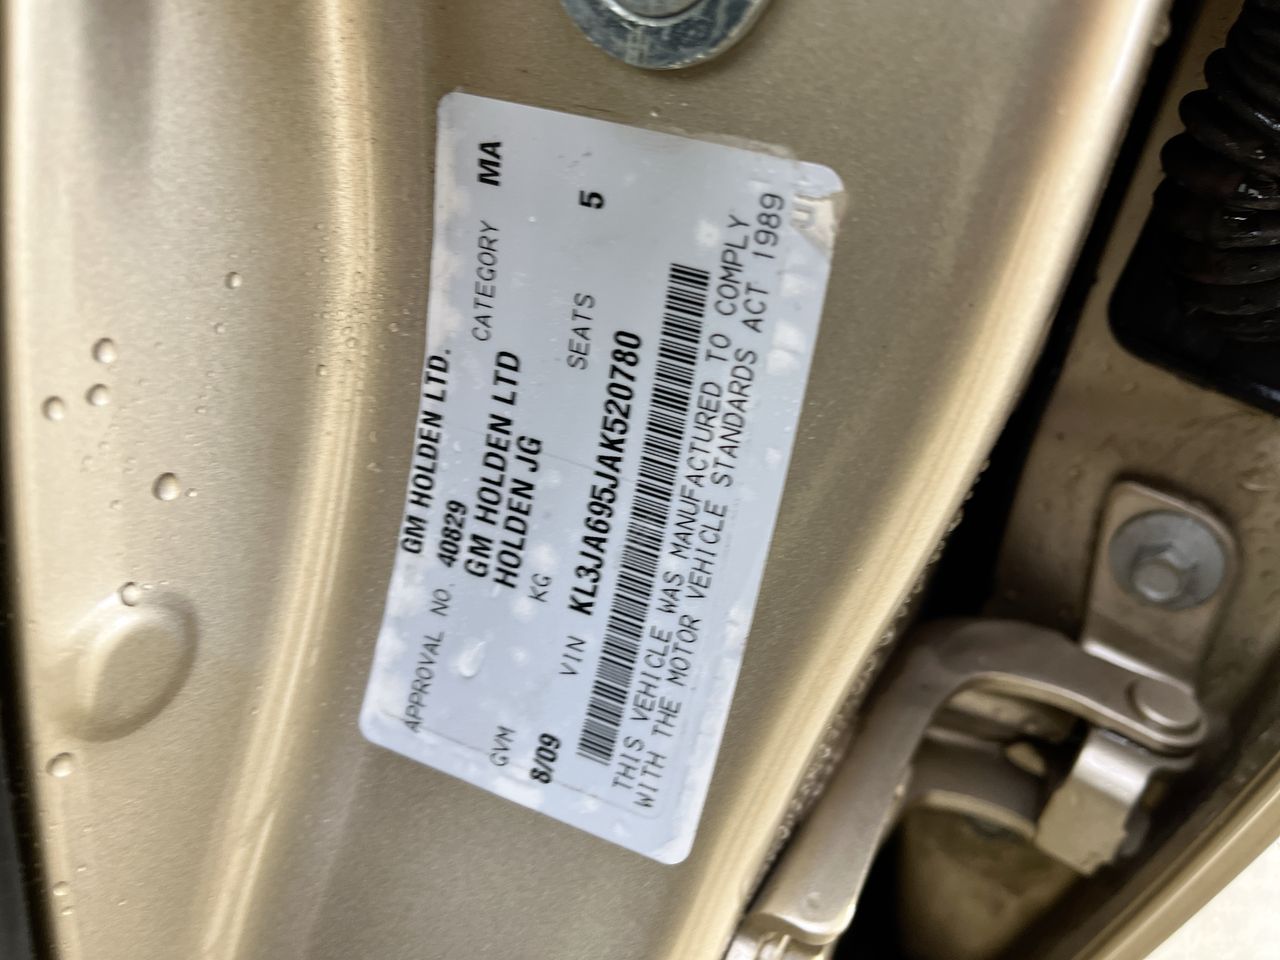 GM HOLDEN LTD.
APPROVAL NO. 40829 CATEGORY MA
GM HOLDEN LTD
HOLDEN JG
GVM KG SEATS 5
8/09 VIN KL3JA695JAK520780
THIS VEHICLE WAS MANUFACTURED TO COMPLY
WITH THE MOTOR VEHICLE STANDARDS ACT 1989